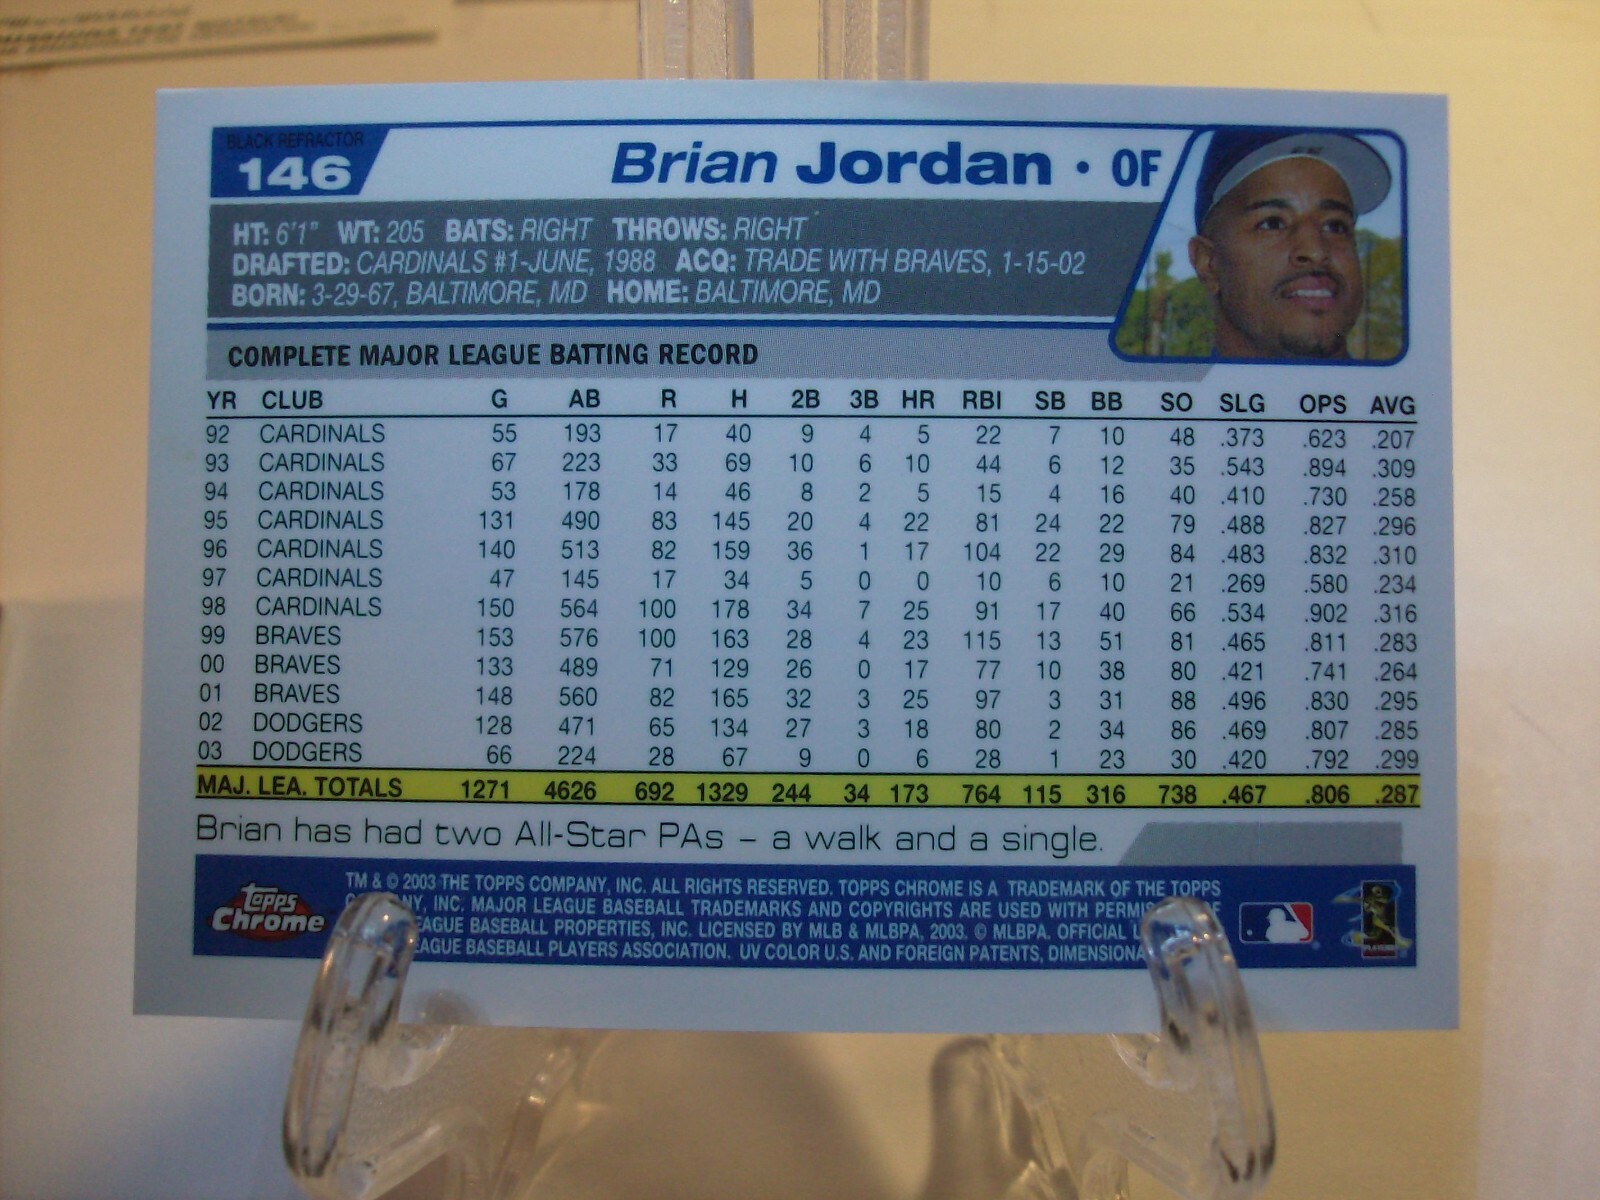 BLACK REFRACTOR
146
Brian Jordan • OF
HT: 6'1" WT: 205 BATS: RIGHT THROWS: RIGHT
DRAFTED: CARDINALS #1-JUNE, 1988 ACQ: TRADE WITH BRAVES, 1-15-02
BORN: 3-29-67, BALTIMORE, MD HOME: BALTIMORE, MD
COMPLETE MAJOR LEAGUE BATTING RECORD
YR CLUB G AB R H 2B 3B HR RBI SB BB SO SLG OPS AVG
92 CARDINALS 55 193 17 40 9 4 5 22 7 10 48 .373 .623 .207
93 CARDINALS 67 223 33 69 10 6 10 44 6 12 35 .543 .894 .309
94 CARDINALS 53 178 14 46 8 2 5 15 4 16 40 .410 .730 .258
95 CARDINALS 131 490 83 145 20 4 22 81 24 22 79 .488 .827 .296
96 CARDINALS 140 513 82 159 36 1 17 104 22 29 84 .483 .832 .310
97 CARDINALS 47 145 17 34 5 0 0 10 6 10 21 .269 .580 .234
98 CARDINALS 150 564 100 178 34 7 25 91 17 40 66 .534 .902 .316
99 BRAVES 153 576 100 163 28 4 23 115 13 51 81 .465 .811 .283
00 BRAVES 133 489 71 129 26 0 17 77 10 38 80 .421 .741 .264
01 BRAVES 148 560 82 165 32 3 25 97 3 31 88 .496 .830 .295
02 DODGERS 128 471 65 134 27 3 18 80 2 34 86 .469 .807 .285
03 DODGERS 66 224 28 67 9 0 6 28 1 23 30 .420 .792 .299
MAJ. LEA. TOTALS 1271 4626 692 1329 244 34 173 764 115 316 738 .467 .806 .287
Brian has had two All-Star PAs – a walk and a single.
Topps Chrome
TM & © 2003 THE TOPPS COMPANY, INC. ALL RIGHTS RESERVED. TOPPS CHROME IS A TRADEMARK OF THE TOPPS
INC. MAJOR LEAGUE BASEBALL TRADEMARKS AND COPYRIGHTS ARE USED WITH
BASEBALL PROPERTIES, INC. LICENSED BY MLB & MLBPA, 2003. © MLBPA. OFFICIAL
BASEBALL PLAYERS ASSOCIATION. UV COLOR U.S. AND FOREIGN PATENTS,